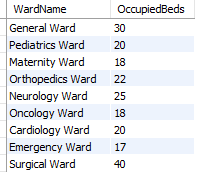 WardName OccupiedBeds
General Ward 30
Pediatrics Ward 20
Maternity Ward 18
Orthopedics Ward 22
Neurology Ward 25
Oncology Ward 18
Cardiology Ward 20
Emergency Ward 17
Surgical Ward 40